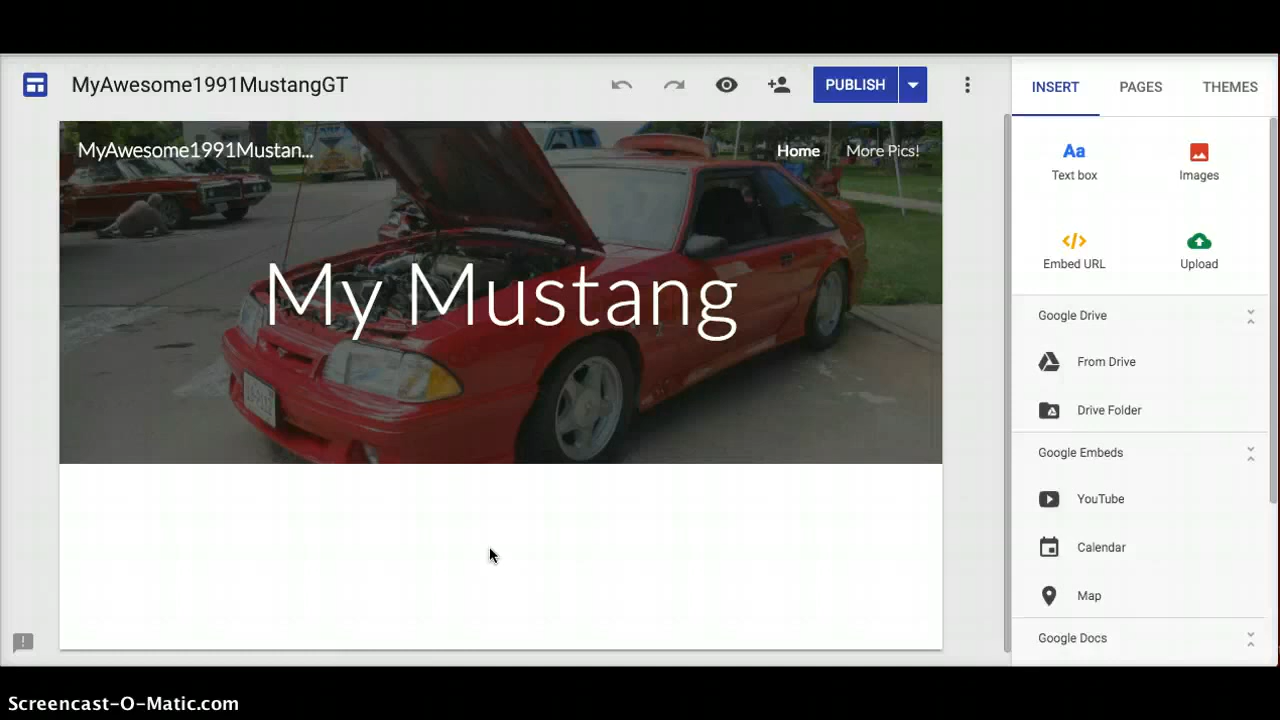 MyAwesome1991MustangGT
PUBLISH
INSERT PAGES THEMES
MyAwesome1991Mustan...
Home More Pics!
My Mustang
Aa
Text box
Images
Embed URL
Upload
Google Drive
From Drive
Drive Folder
Google Embeds
YouTube
Calendar
Map
Google Docs
Screencast-O-Matic.com